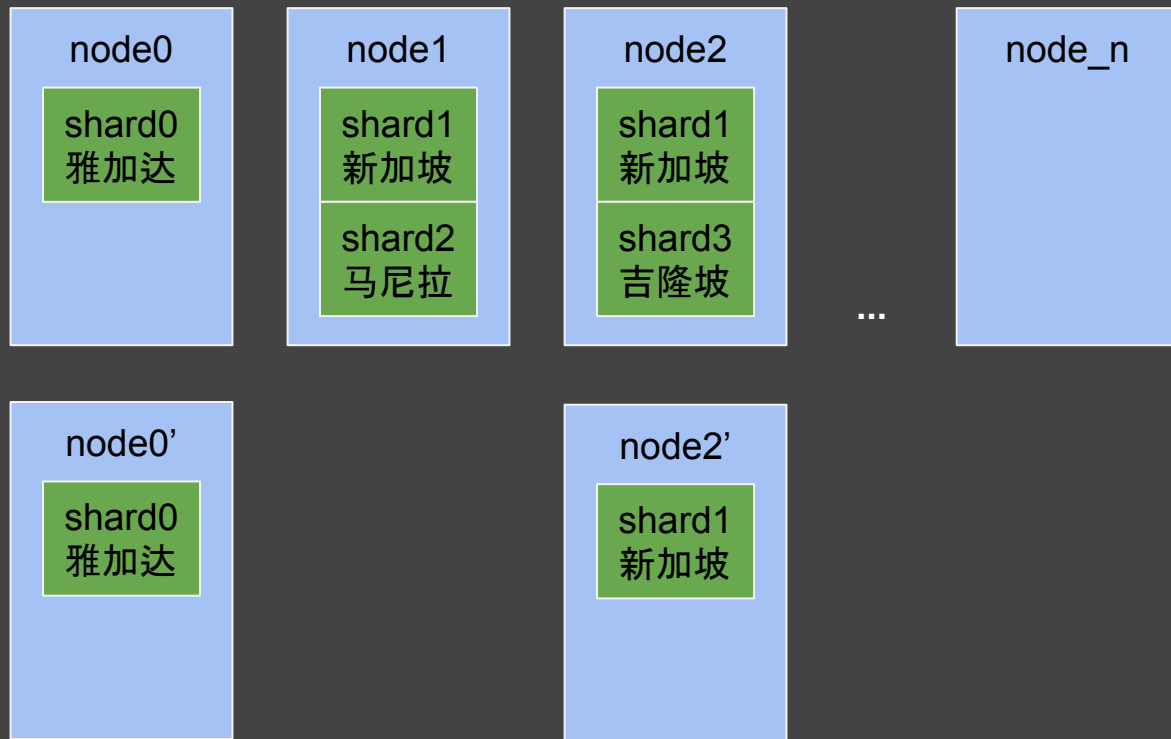 node0
shard0
雅加达
node1
shard1
新加坡
shard2
马尼拉
node2
shard1
新加坡
shard3
吉隆坡
...
node_n
node0’
shard0
雅加达
node2’
shard1
新加坡